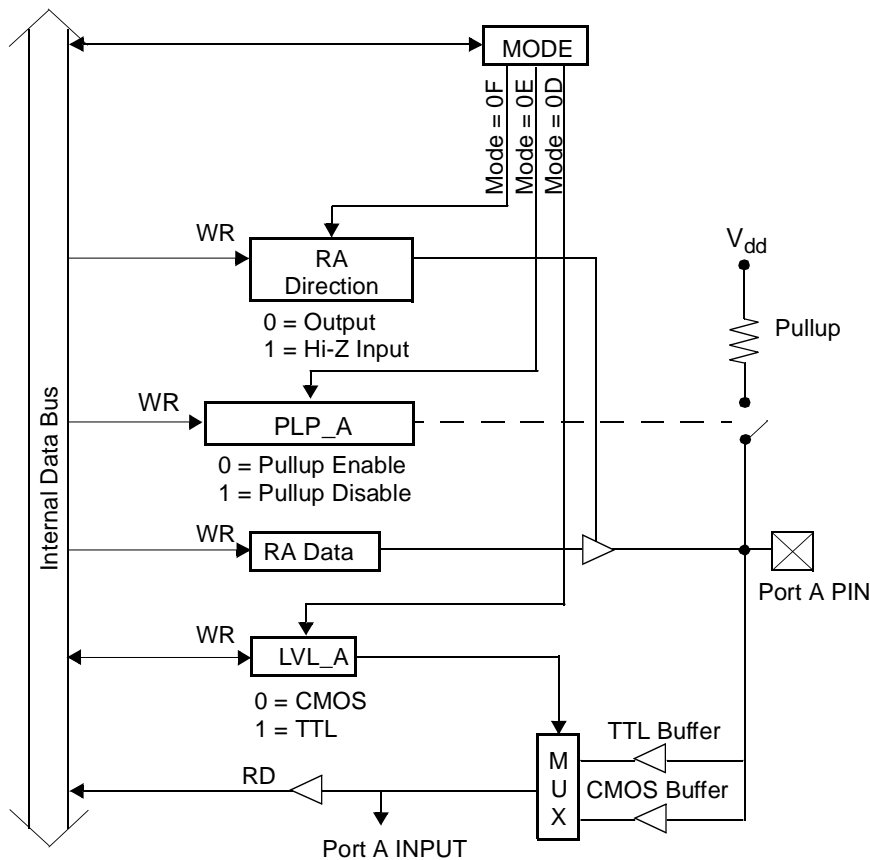 MODE
Mode = 0F
Mode = 0E
Mode = 0D
WR
RA
Direction
0 = Output
1 = Hi-Z Input
Vdd
Pullup
Internal Data Bus
WR
PLP_A
0 = Pullup Enable
1 = Pullup Disable
WR
RA Data
Port A PIN
WR
LVL_A
0 = CMOS
1 = TTL
TTL Buffer
MUX
CMOS Buffer
RD
Port A INPUT